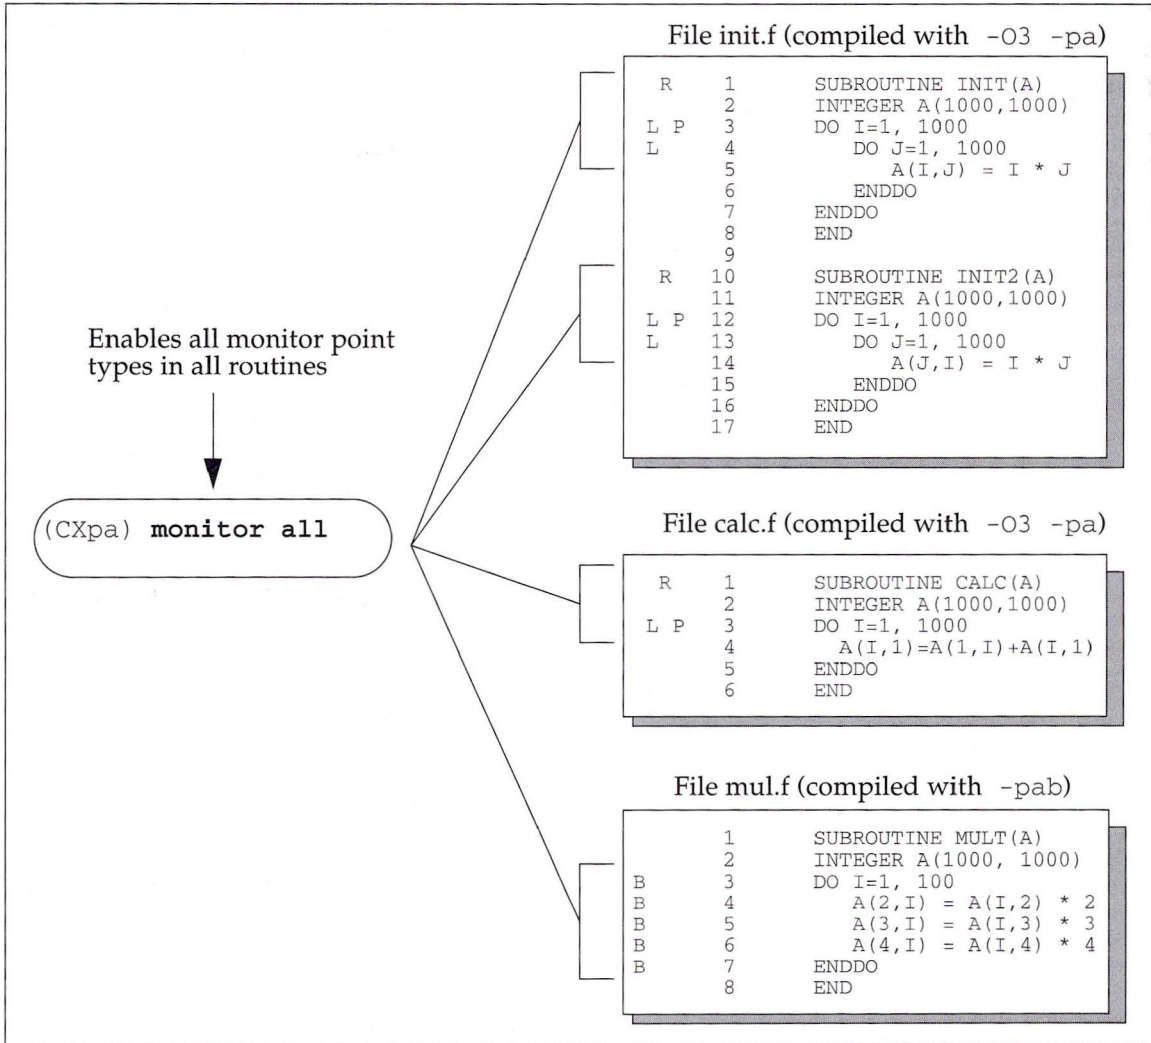 File init.f (compiled with -O3 -pa)
R 1 SUBROUTINE INIT(A)
2 INTEGER A(1000,1000)
L P 3 DO I=1, 1000
L 4 DO J=1, 1000
5 A(I,J) = I * J
6 ENDDO
7 ENDDO
8 END
9
R 10 SUBROUTINE INIT2(A)
11 INTEGER A(1000,1000)
L P 12 DO I=1, 1000
L 13 DO J=1, 1000
14 A(J,I) = I * J
15 ENDDO
16 ENDDO
17 END
Enables all monitor point
types in all routines
(CXpa) monitor all
File calc.f (compiled with -O3 -pa)
R 1 SUBROUTINE CALC(A)
2 INTEGER A(1000,1000)
L P 3 DO I=1, 1000
4 A(I,1)=A(1,I)+A(I,1)
5 ENDDO
6 END
File mul.f (compiled with -pab)
1 SUBROUTINE MULT(A)
2 INTEGER A(1000, 1000)
B 3 DO I=1, 100
B 4 A(2,I) = A(I,2) * 2
B 5 A(3,I) = A(I,3) * 3
B 6 A(4,I) = A(I,4) * 4
B 7 ENDDO
8 END